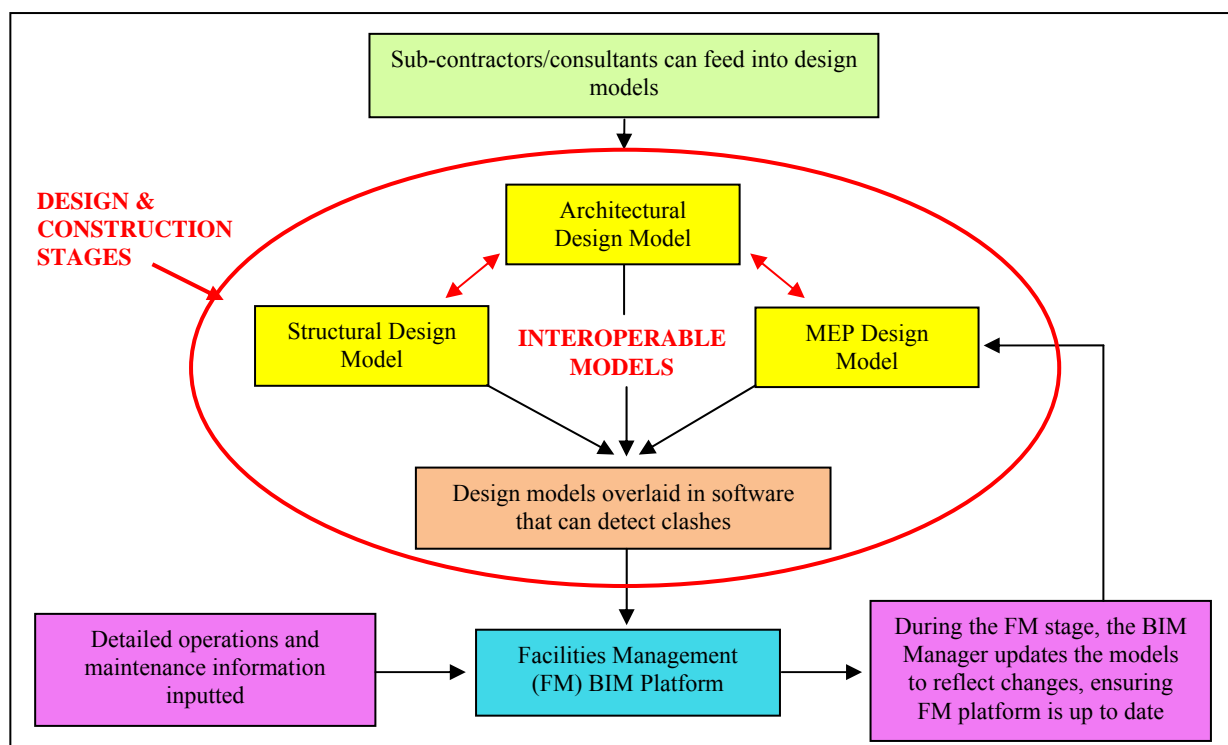 Sub-contractors/consultants can feed into design
models
DESIGN &
CONSTRUCTION
STAGES
Architectural
Design Model
Structural Design
Model
INTEROPERABLE
MODELS
MEP Design
Model
Design models overlaid in software
that can detect clashes
Detailed operations and
maintenance information
inputted
Facilities Management
(FM) BIM Platform
During the FM stage, the BIM
Manager updates the models
to reflect changes, ensuring
FM platform is up to date